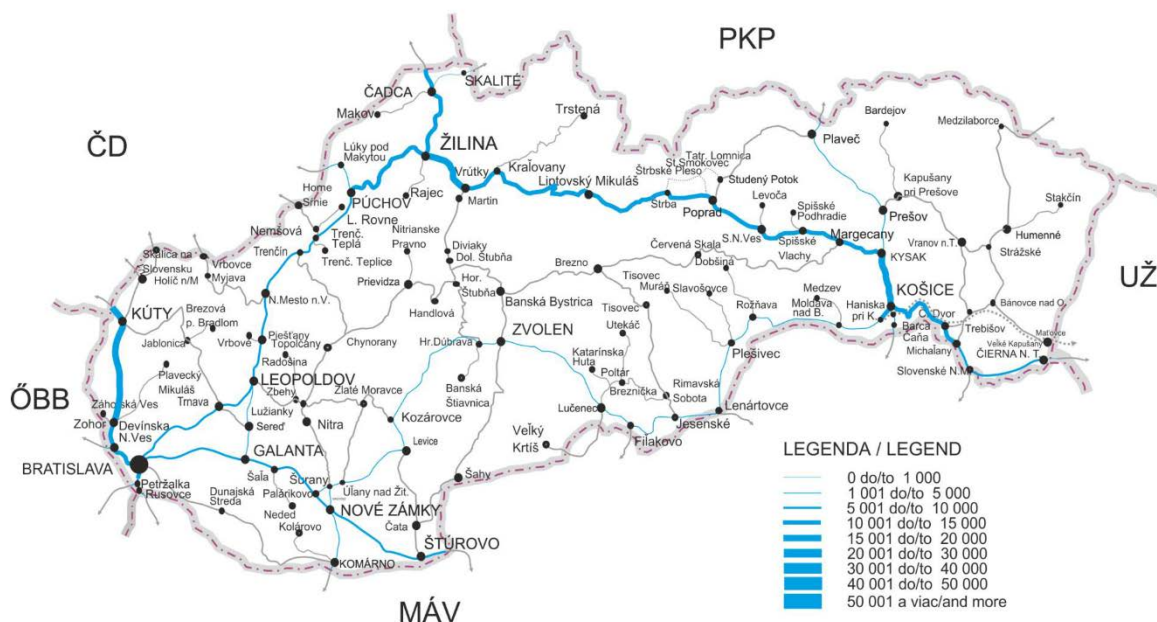 PKP
SKALITÉ
ČADCA
Makov
Trstená
Bardejov
Medzilaborce
Plaveč
ČD
Lúky pod
Makytou
ŽILINA
Vrútky
Kraľovany
Rajec
Martin
Liptovský Mikuláš
Tatr. Lomnica
St.Smokovec
Štrbské Pleso
Studený Potok
Strba
Poprad
Levoča
Spišské
Podhradie
Kapušany
pri Prešove
Prešov
Stakčín
Horne
Srnie
PÚCHOV
L. Rovne
Nemšová
Trenč.
Teplá
Nitrianske
Pravno
Trenčín
Trenč. Teplice
Diviaky
Dol. Štubňa
Hor.
Štubňa
S.N.Ves
Spišské
Vlachy
Margecany
KYSAK
Vranov n.T.
Humenné
Strážské
Skalica na
Slovensku
Holíč n/M
Vrbovce
Myjava
Prievidza
Handlová
Brezno
Červená Skala
Dobšiná
Tisovec
Muráň
Slavošovce
Banská Bystrica
Medzev
Moldava
nad B.
Haniska
pri K.
KOŠICE
UŽ
Bánovce nad O.
KÚTY
Brezová
p. Bradlom
Jablonica
N.Mesto n.V.
Piešťany
Vrbové
Topoľčany
Radošina
Chynorany
ZVOLEN
Hr.Dúbrava
Tisovec
Utekáč
Katarínska
Huta
Poltár
Breznička
Rožňava
Plešivec
Barca
Čaňa
Č. Dvor
Trebišov
Maťovce
Veľké Kapušany
Michaľany
ČIERNA N. T.
Slovenské N.M
ŐBB
Plavecký
Mikuláš
LEOPOLDOV
Zbehy
Zlaté Moravce
Banská
Štiavnica
Rimavská
Sobota
Záhorská Ves
Zohor
Devínska
N.Ves
Trnava
Lužianky
Sereď
Nitra
Kozárovce
Lučenec
Jesenské
Lenártovce
BRATISLAVA
GALANTA
Levice
Veľký
Krtíš
Fiľakovo
Petržalka
Rusovce
Dunajská
Streda
Šaľa
Palárikovo
Šurany
Úľany nad Žit.
Šahy
Neded
Kolárovo
NOVÉ ZÁMKY
Čata
ŠTÚROVO
KOMÁRNO
MÁV
LEGENDA / LEGEND
0 do/to 1 000
1 001 do/to 5 000
5 001 do/to 10 000
10 001 do/to 15 000
15 001 do/to 20 000
20 001 do/to 30 000
30 001 do/to 40 000
40 001 do/to 50 000
50 001 a viac/and more